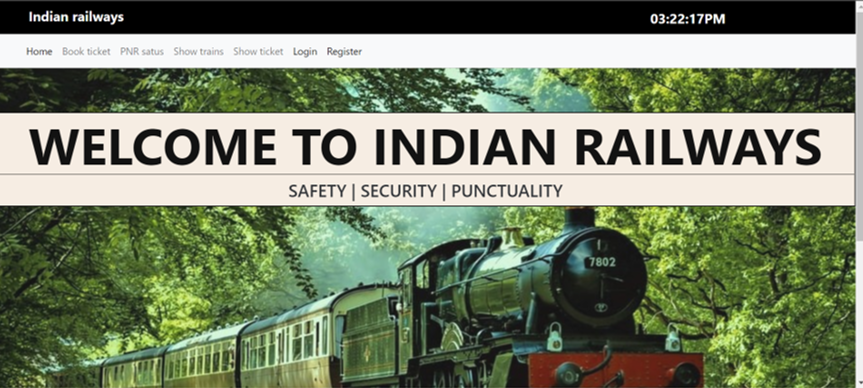 Indian railways 03:22:17PM
Home Book ticket PNR satus Show trains Show ticket Login Register
WELCOME TO INDIAN RAILWAYS
SAFETY | SECURITY | PUNCTUALITY
7802